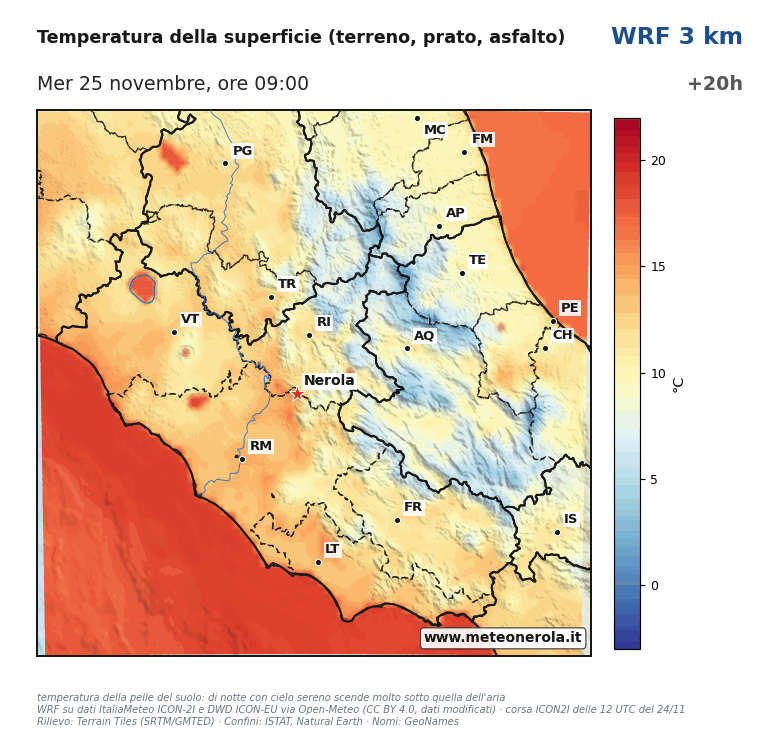 Temperatura della superficie (terreno, prato, asfalto)
WRF 3 km
Mer 25 novembre, ore 09:00
+20h
MC
FM
PG
AP
TE
TR
PE
VT
RI
AQ
CH
Nerola
RM
FR
IS
LT
www.meteonerola.it
20
15
10
5
0
°C
temperatura della pelle del suolo: di notte con cielo sereno scende molto sotto quella dell'aria
WRF su dati ItaliaMeteo ICON-2I e DWD ICON-EU via Open-Meteo (CC BY 4.0, dati modificati) · corsa ICON2I delle 12 UTC del 24/11
Rilievo: Terrain Tiles (SRTM/GMTED) · Confini: ISTAT, Natural Earth · Nomi: GeoNames